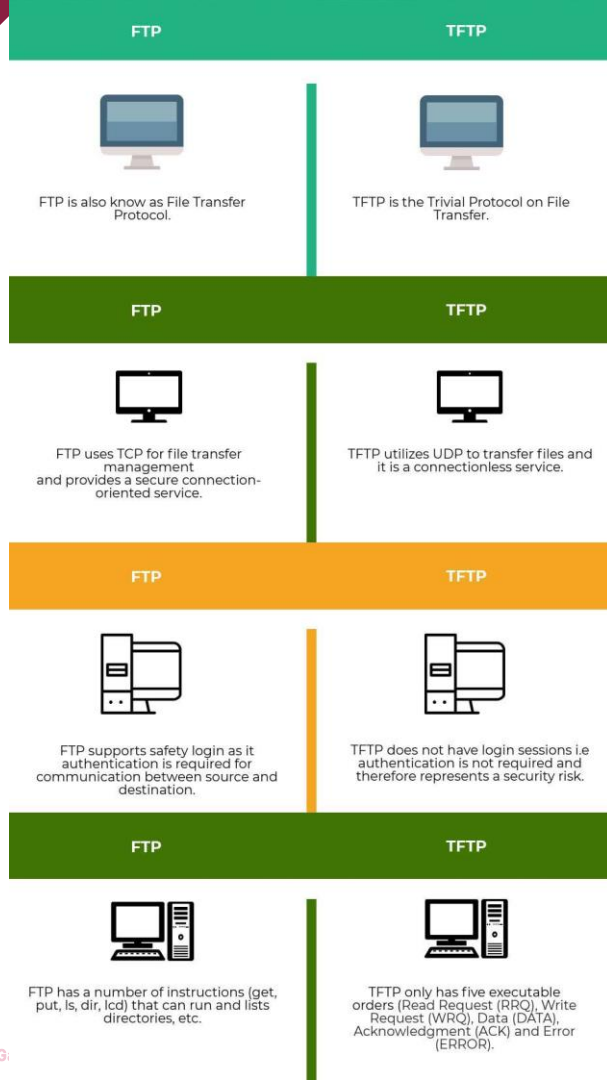 FTP
TFTP
FTP is also know as File Transfer
Protocol.
TFTP is the Trivial Protocol on File
Transfer.
FTP
TFTP
FTP uses TCP for file transfer
management
and provides a secure connection-
oriented service.
TFTP utilizes UDP to transfer files and
it is a connectionless service.
FTP
TFTP
FTP supports safety login as it
authentication is required for
communication between source and
destination.
TFTP does not have login sessions i.e
authentication is not required and
therefore represents a security risk.
FTP
TFTP
FTP has a number of instructions (get,
put, ls, dir, lcd) that can run and lists
directories, etc.
TFTP only has five executable
orders (Read Request (RRQ), Write
Request (WRQ), Data (DATA),
Acknowledgment (ACK) and Error
(ERROR).